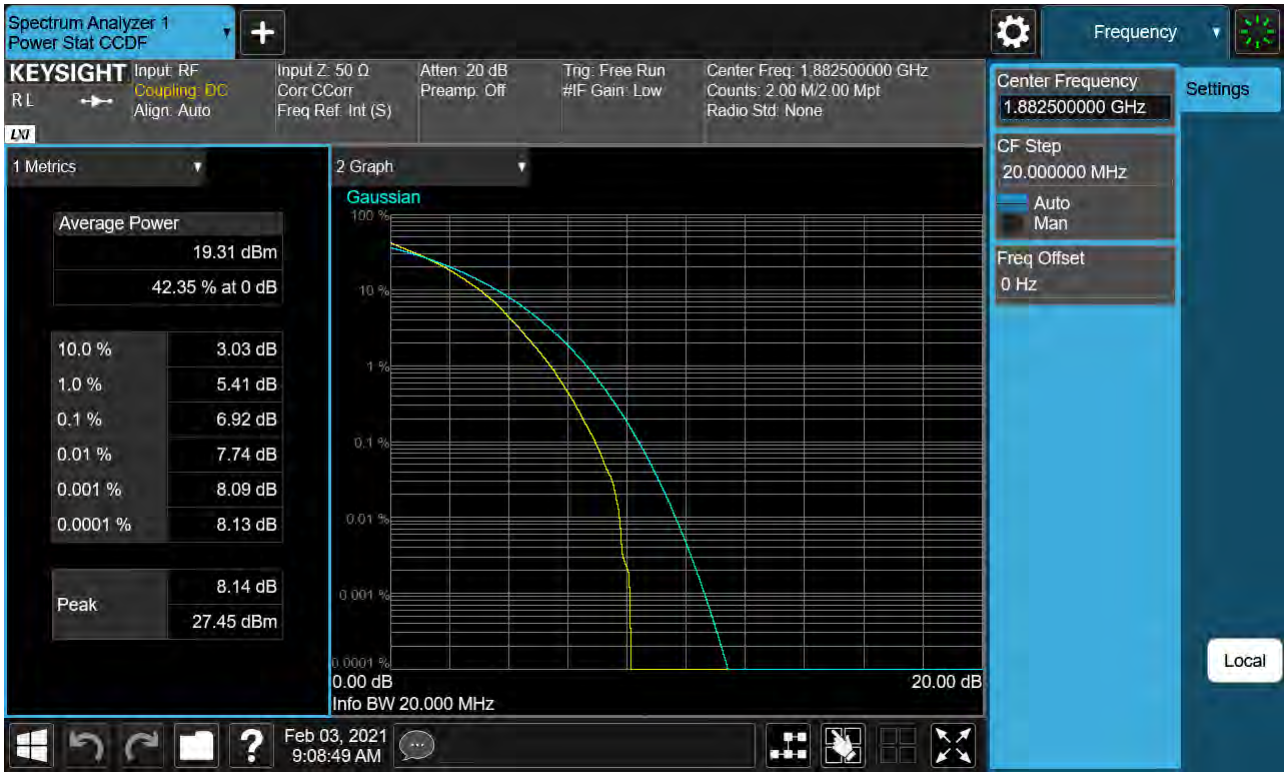 Spectrum Analyzer 1
Power Stat CCDF
+
Frequency
KEYSIGHT
R L
LXI
Input: RF
Coupling: DC
Align: Auto
Input Z: 50 Ω
Corr CCorr
Freq Ref: Int (S)
Atten: 20 dB
Preamp: Off
Trig: Free Run
#IF Gain: Low
Center Freq: 1.882500000 GHz
Counts: 2.00 M/2.00 Mpt
Radio Std: None
Center Frequency
1.882500000 GHz
Settings
CF Step
20.000000 MHz
Auto
Man
Freq Offset
0 Hz
1 Metrics
Average Power
19.31 dBm
42.35 % at 0 dB
10.0 % 3.03 dB
1.0 % 5.41 dB
0.1 % 6.92 dB
0.01 % 7.74 dB
0.001 % 8.09 dB
0.0001 % 8.13 dB
Peak
8.14 dB
27.45 dBm
2 Graph
Gaussian
100 %
10 %
1 %
0.1 %
0.01 %
0.001 %
0.0001 %
0.00 dB 20.00 dB
Info BW 20.000 MHz
Local
?
Feb 03, 2021
9:08:49 AM